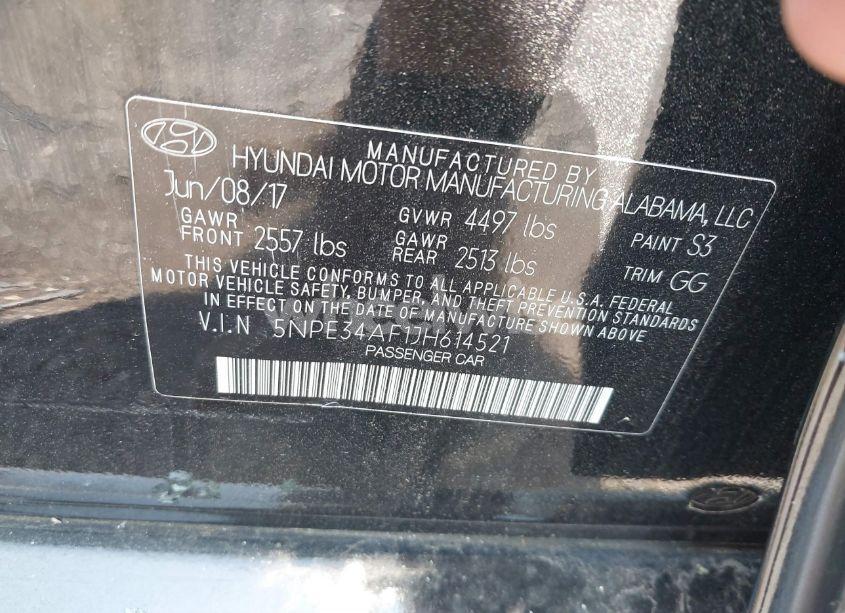 MANUFACTURED BY
HYUNDAI MOTOR MANUFACTURING ALABAMA, LLC
Jun/08/17
GAWR FRONT 2557 lbs
GVWR 4497 lbs
GAWR REAR 2513 lbs
PAINT S3
TRIM GG
THIS VEHICLE CONFORMS TO ALL APPLICABLE U.S.A. FEDERAL
MOTOR VEHICLE SAFETY, BUMPER, AND THEFT PREVENTION STANDARDS
IN EFFECT ON THE DATE OF MANUFACTURE SHOWN ABOVE
V.I.N 5NPE34AF1JH614521
PASSENGER CAR